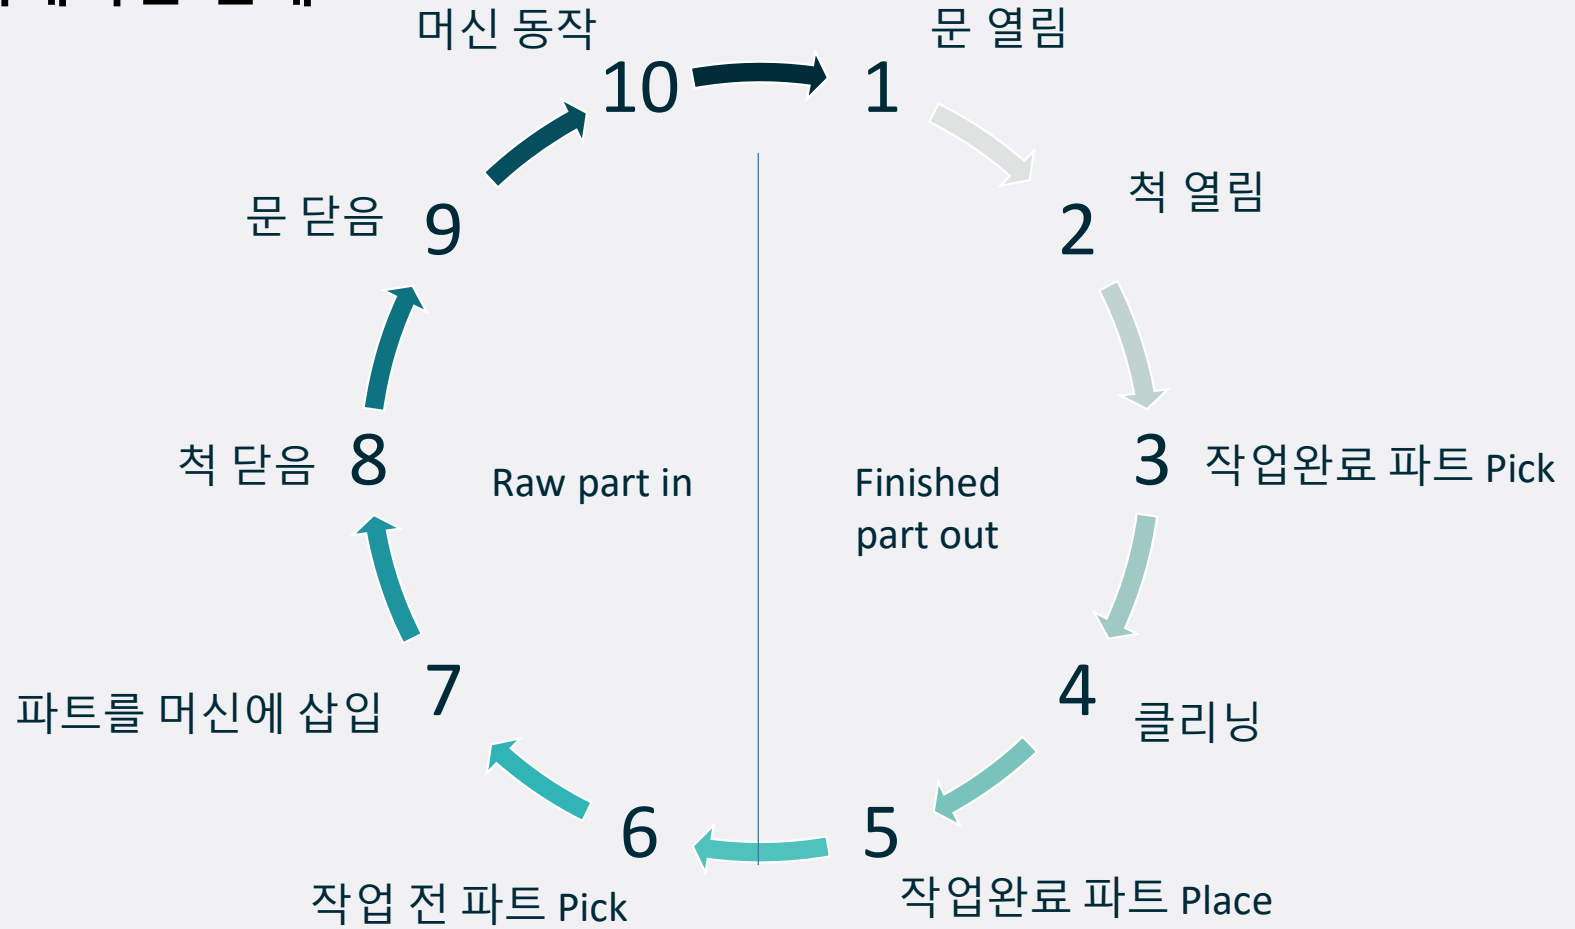 머신 동작
10
1
문 열림
2
척 열림
3
작업완료 파트 Pick
4
클리닝
5
작업완료 파트 Place
6
작업 전 파트 Pick
7
파트를 머신에 삽입
8
척 닫음
9
문 닫음
Raw part in
Finished
part out